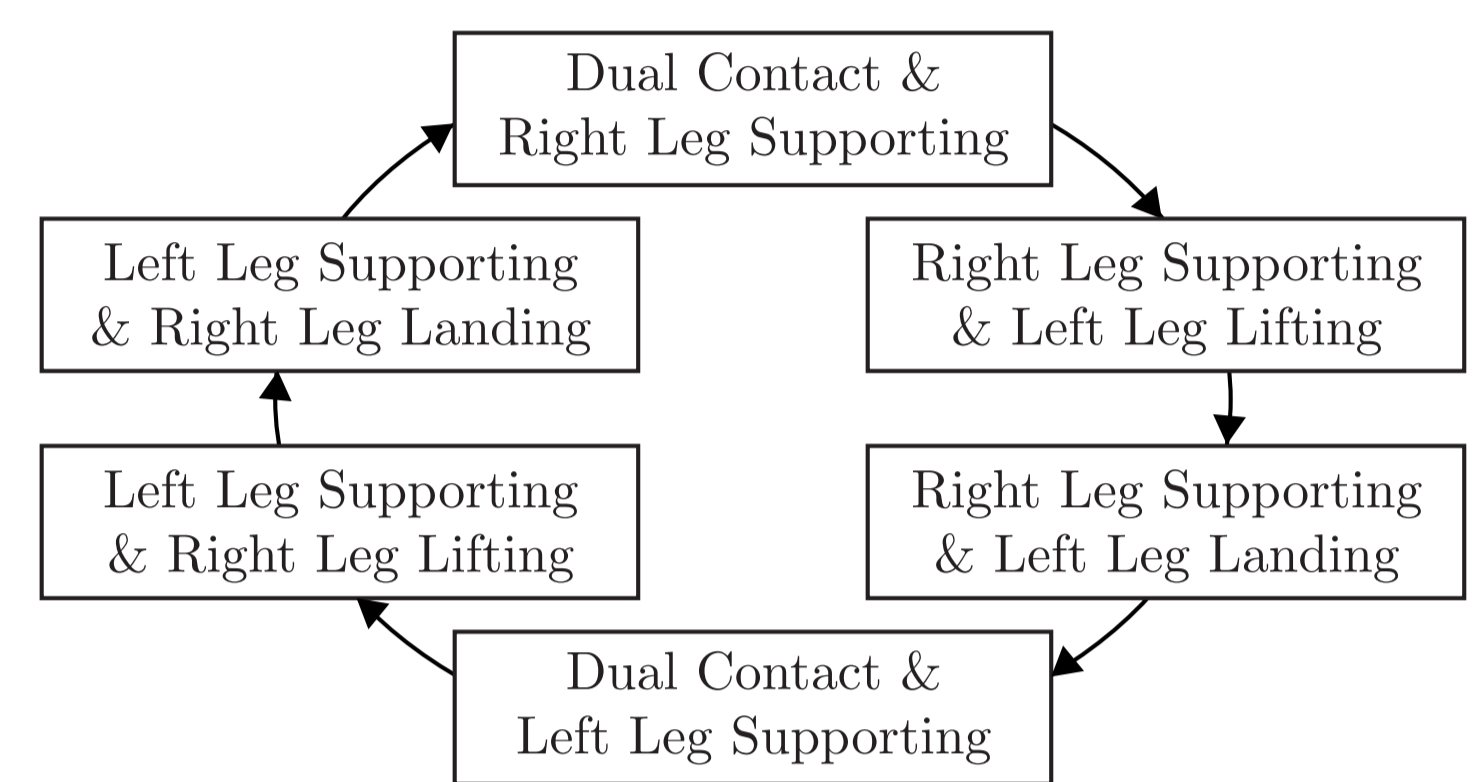 Dual Contact &
Right Leg Supporting
Left Leg Supporting
& Right Leg Landing
Right Leg Supporting
& Left Leg Lifting
Left Leg Supporting
& Right Leg Lifting
Right Leg Supporting
& Left Leg Landing
Dual Contact &
Left Leg Supporting